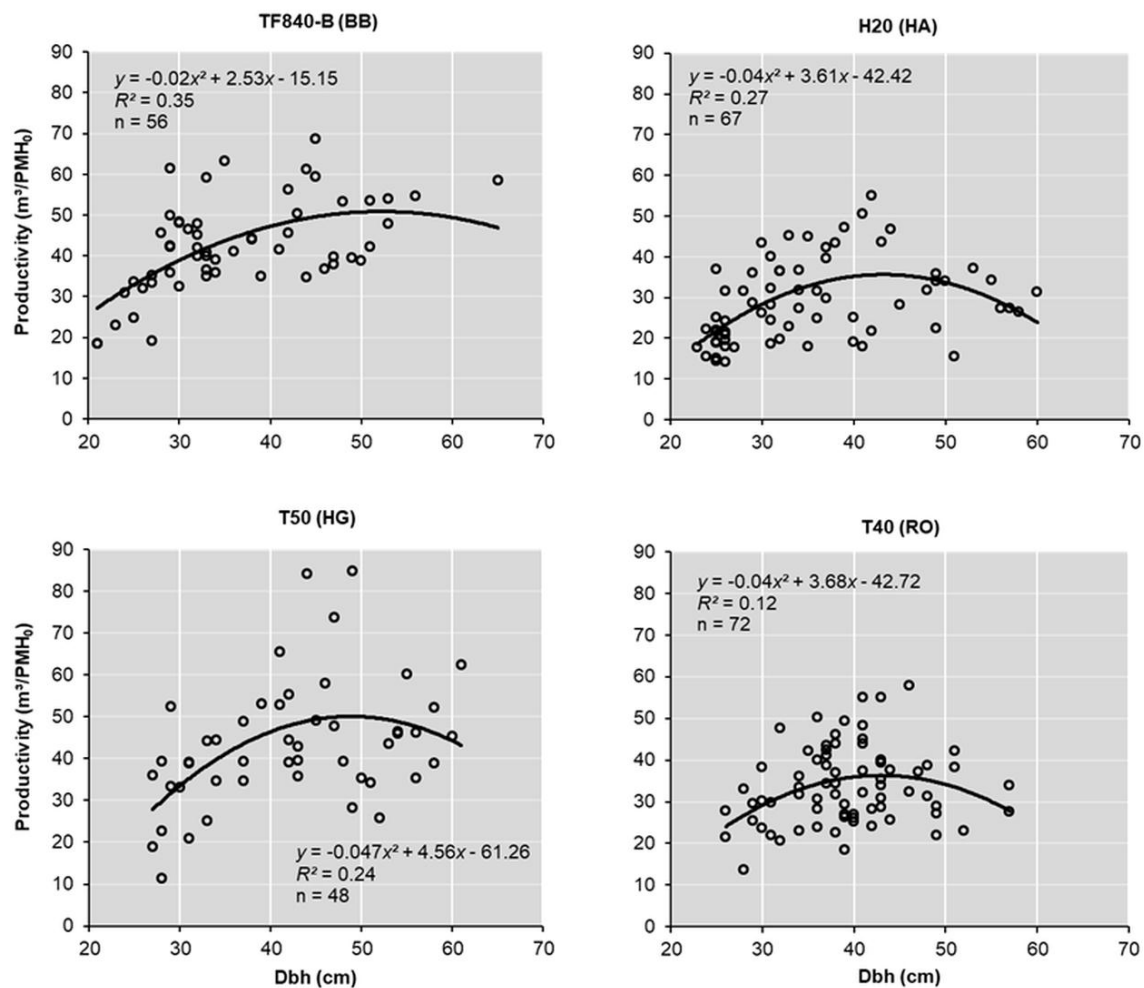 TF840-B (BB)
90
80
70
60
50
40
30
20
10
0
Productivity (m³/PMH₀)
y = -0.02x² + 2.53x - 15.15
R² = 0.35
n = 56
20 30 40 50 60 70
H20 (HA)
90
80
70
60
50
40
30
20
10
0
y = -0.04x² + 3.61x - 42.42
R² = 0.27
n = 67
20 30 40 50 60 70
T50 (HG)
90
80
70
60
50
40
30
20
10
0
Productivity (m³/PMH₀)
y = -0.047x² + 4.56x - 61.26
R² = 0.24
n = 48
20 30 40 50 60 70
Dbh (cm)
T40 (RO)
90
80
70
60
50
40
30
20
10
0
y = -0.04x² + 3.68x - 42.72
R² = 0.12
n = 72
20 30 40 50 60 70
Dbh (cm)